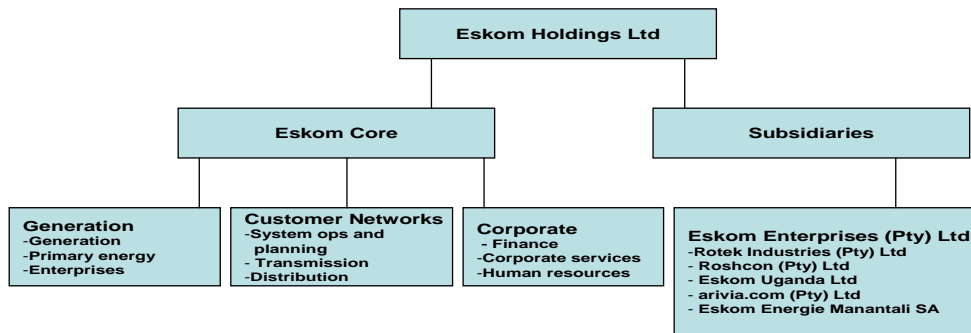 Eskom Holdings Ltd
Eskom Core
Subsidiaries
Generation
-Generation
-Primary energy
-Enterprises
Customer Networks
-System ops and
planning
- Transmission
-Distribution
Corporate
- Finance
-Corporate services
-Human resources
Eskom Enterprises (Pty) Ltd
-Rotek Industries (Pty) Ltd
- Roshcon (Pty) Ltd
- Eskom Uganda Ltd
- arivia.com (Pty) Ltd
- Eskom Energie Manantali SA